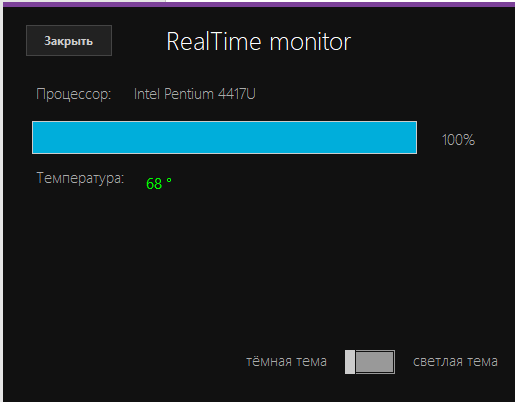 Закрыть
RealTime monitor
Процессор: Intel Pentium 4417U
100%
Температура: 68 °
тёмная тема светлая тема